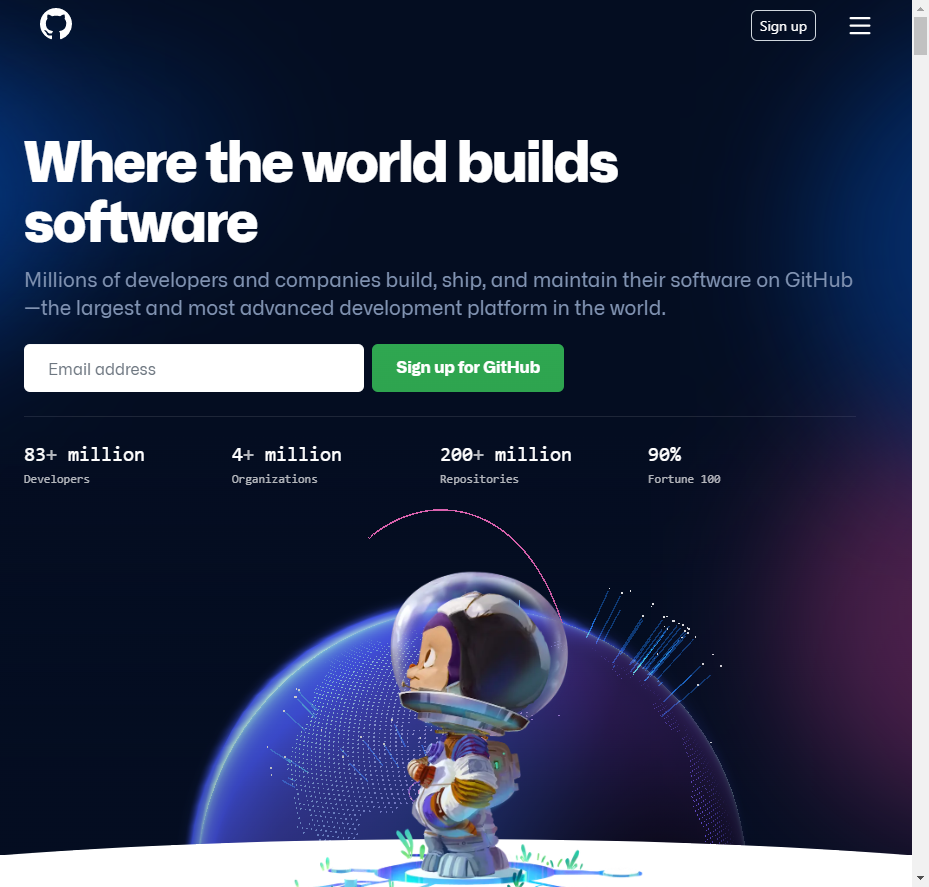 Sign up
Where the world builds
software
Millions of developers and companies build, ship, and maintain their software on GitHub
—the largest and most advanced development platform in the world.
Email address
Sign up for GitHub
83+ million
4+ million
200+ million
90%
Developers
Organizations
Repositories
Fortune 100